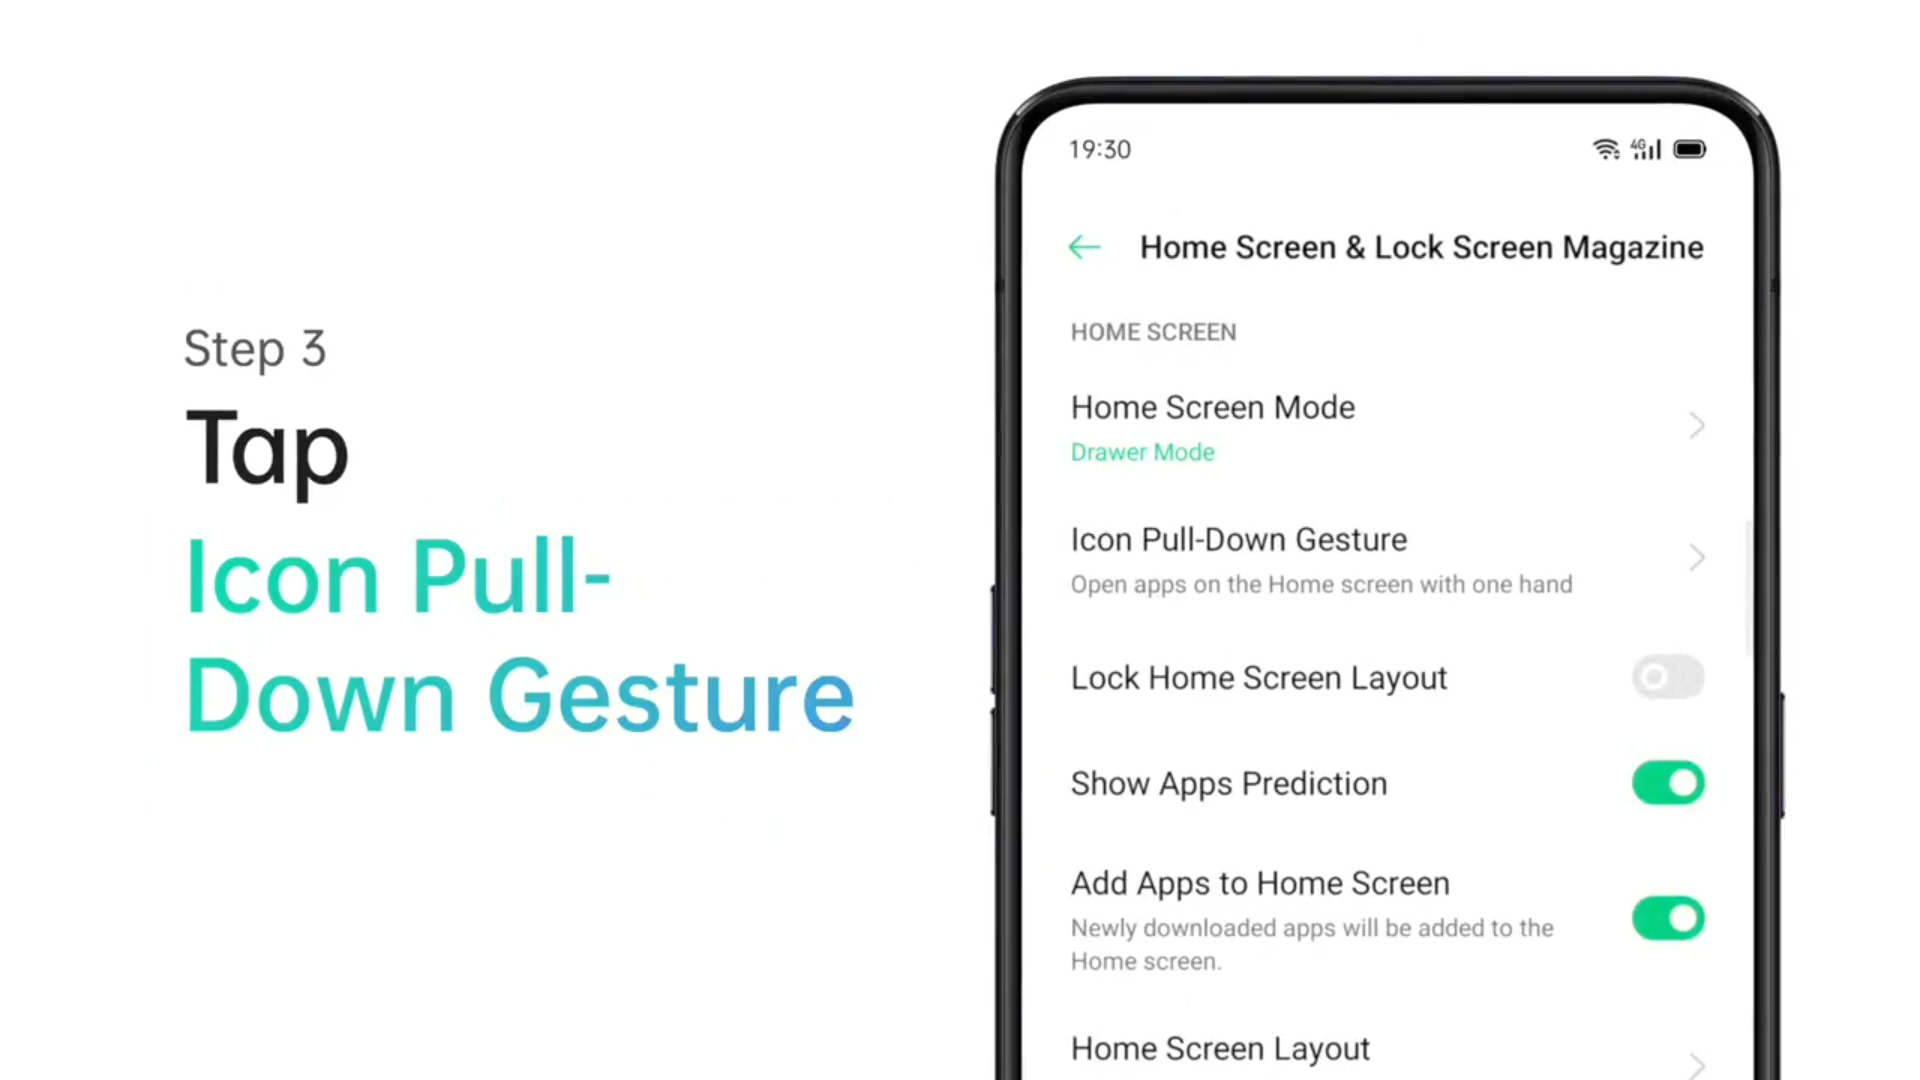 Step 3
Tap
Icon Pull-
Down Gesture
19:30
4G
Home Screen & Lock Screen Magazine
HOME SCREEN
Home Screen Mode
Drawer Mode
Icon Pull-Down Gesture
Open apps on the Home screen with one hand
Lock Home Screen Layout
Show Apps Prediction
Add Apps to Home Screen
Newly downloaded apps will be added to the
Home screen.
Home Screen Layout